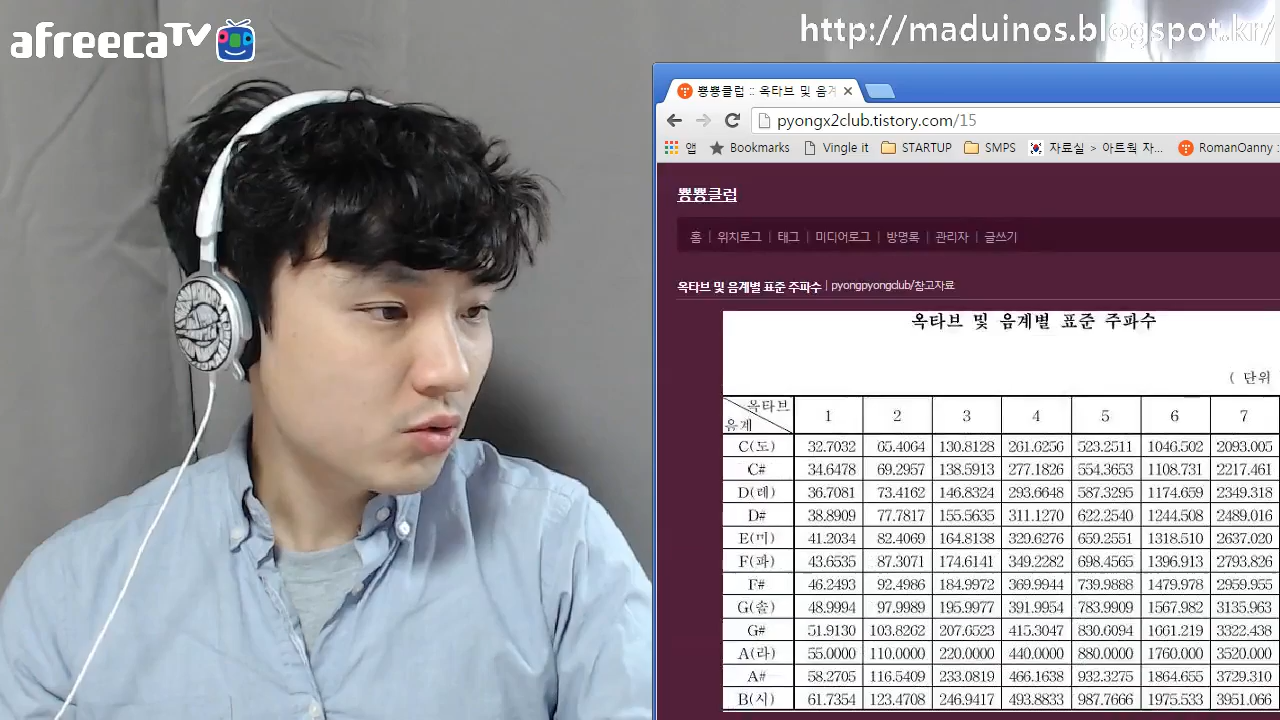 afreecaTV
http://maduinos.blogspot.kr/
뿅뿅클럽 :: 옥타브 및 음계
pyongx2club.tistory.com/15
앱 Bookmarks Vingle it STARTUP SMPS 자료실 - 아트웍 자... RomanOanny :
뿅뿅클럽
홈 | 위치로그 | 태그 | 미디어로그 | 방명록 | 관리자 | 글쓰기
옥타브 및 음계별 표준 주파수 | pyongpyongclub/참고자료
옥타브 및 음계별 표준 주파수
( 단위
옥타브 음계 1 2 3 4 5 6 7
C(도) 32.7032 65.4064 130.8128 261.6256 523.2511 1046.502 2093.005
C# 34.6478 69.2957 138.5913 277.1826 554.3653 1108.731 2217.461
D(레) 36.7081 73.4162 146.8324 293.6648 587.3295 1174.659 2349.318
D# 38.8909 77.7817 155.5635 311.1270 622.2540 1244.508 2489.016
E(미) 41.2034 82.4069 164.8138 329.6276 659.2551 1318.510 2637.020
F(파) 43.6535 87.3071 174.6141 349.2282 698.4565 1396.913 2793.826
F# 46.2493 92.4986 184.9972 369.9944 739.9888 1479.978 2959.955
G(솔) 48.9994 97.9989 195.9977 391.9954 783.9909 1567.982 3135.963
G# 51.9130 103.8262 207.6523 415.3047 830.6094 1661.219 3322.438
A(라) 55.0000 110.0000 220.0000 440.0000 880.0000 1760.000 3520.000
A# 58.2705 116.5409 233.0819 466.1638 932.3275 1864.655 3729.310
B(시) 61.7354 123.4708 246.9417 493.8833 987.7666 1975.533 3951.066